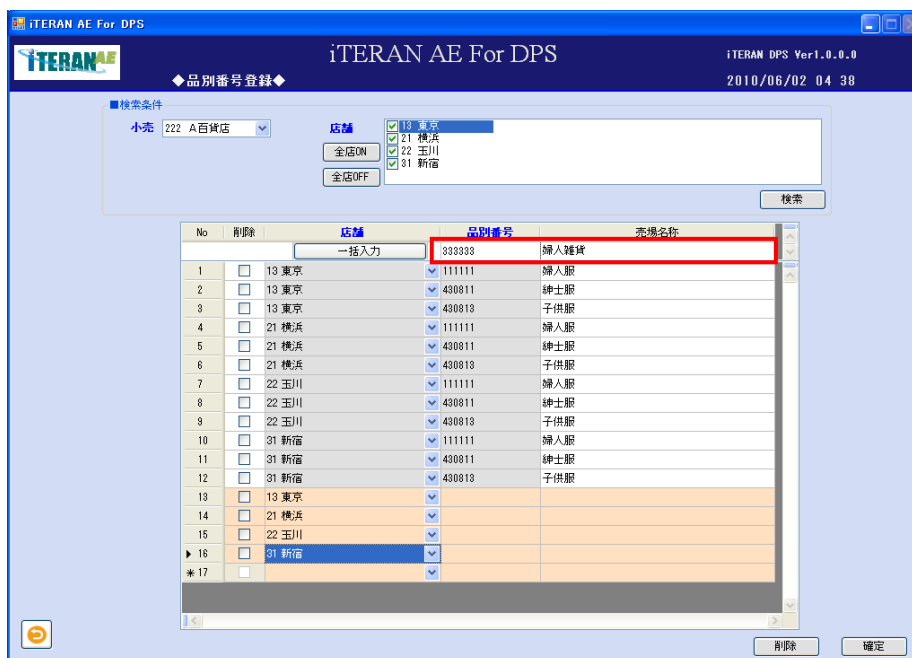 iTERAN AE For DPS
iTERAN AE
iTERAN AE For DPS
iTERAN DPS Ver1.0.0.0
◆品別番号登録◆
2010/06/02 04 38
■検索条件
小売 222 A百貨店
店舗
13 東京
21 横浜
22 玉川
31 新宿
全店ON
全店OFF
検索
No 削除 店舗 品別番号 売場名称
一括入力 333333 婦人雑貨
1 13 東京 111111 婦人服
2 13 東京 430811 紳士服
3 13 東京 430813 子供服
4 21 横浜 111111 婦人服
5 21 横浜 430811 紳士服
6 21 横浜 430813 子供服
7 22 玉川 111111 婦人服
8 22 玉川 430811 紳士服
9 22 玉川 430813 子供服
10 31 新宿 111111 婦人服
11 31 新宿 430811 紳士服
12 31 新宿 430813 子供服
13 13 東京
14 21 横浜
15 22 玉川
16 31 新宿
* 17
削除 確定